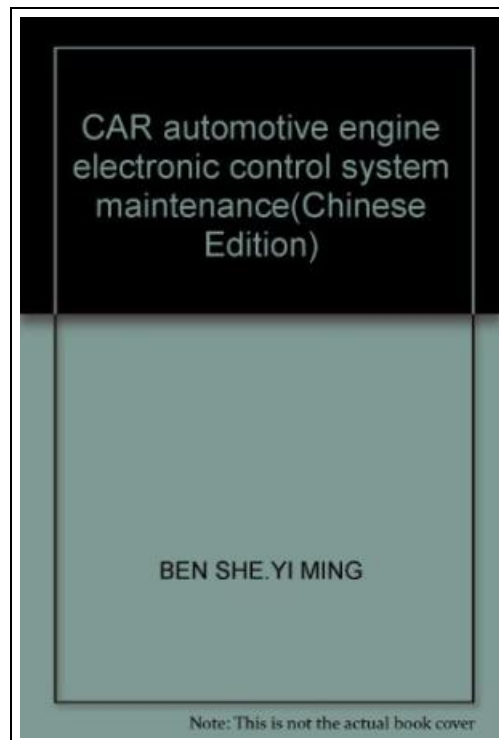 CAR automotive engine
electronic control system
maintenance(Chinese
Edition)
BEN SHE.YI MING
Note: This is not the actual book cover